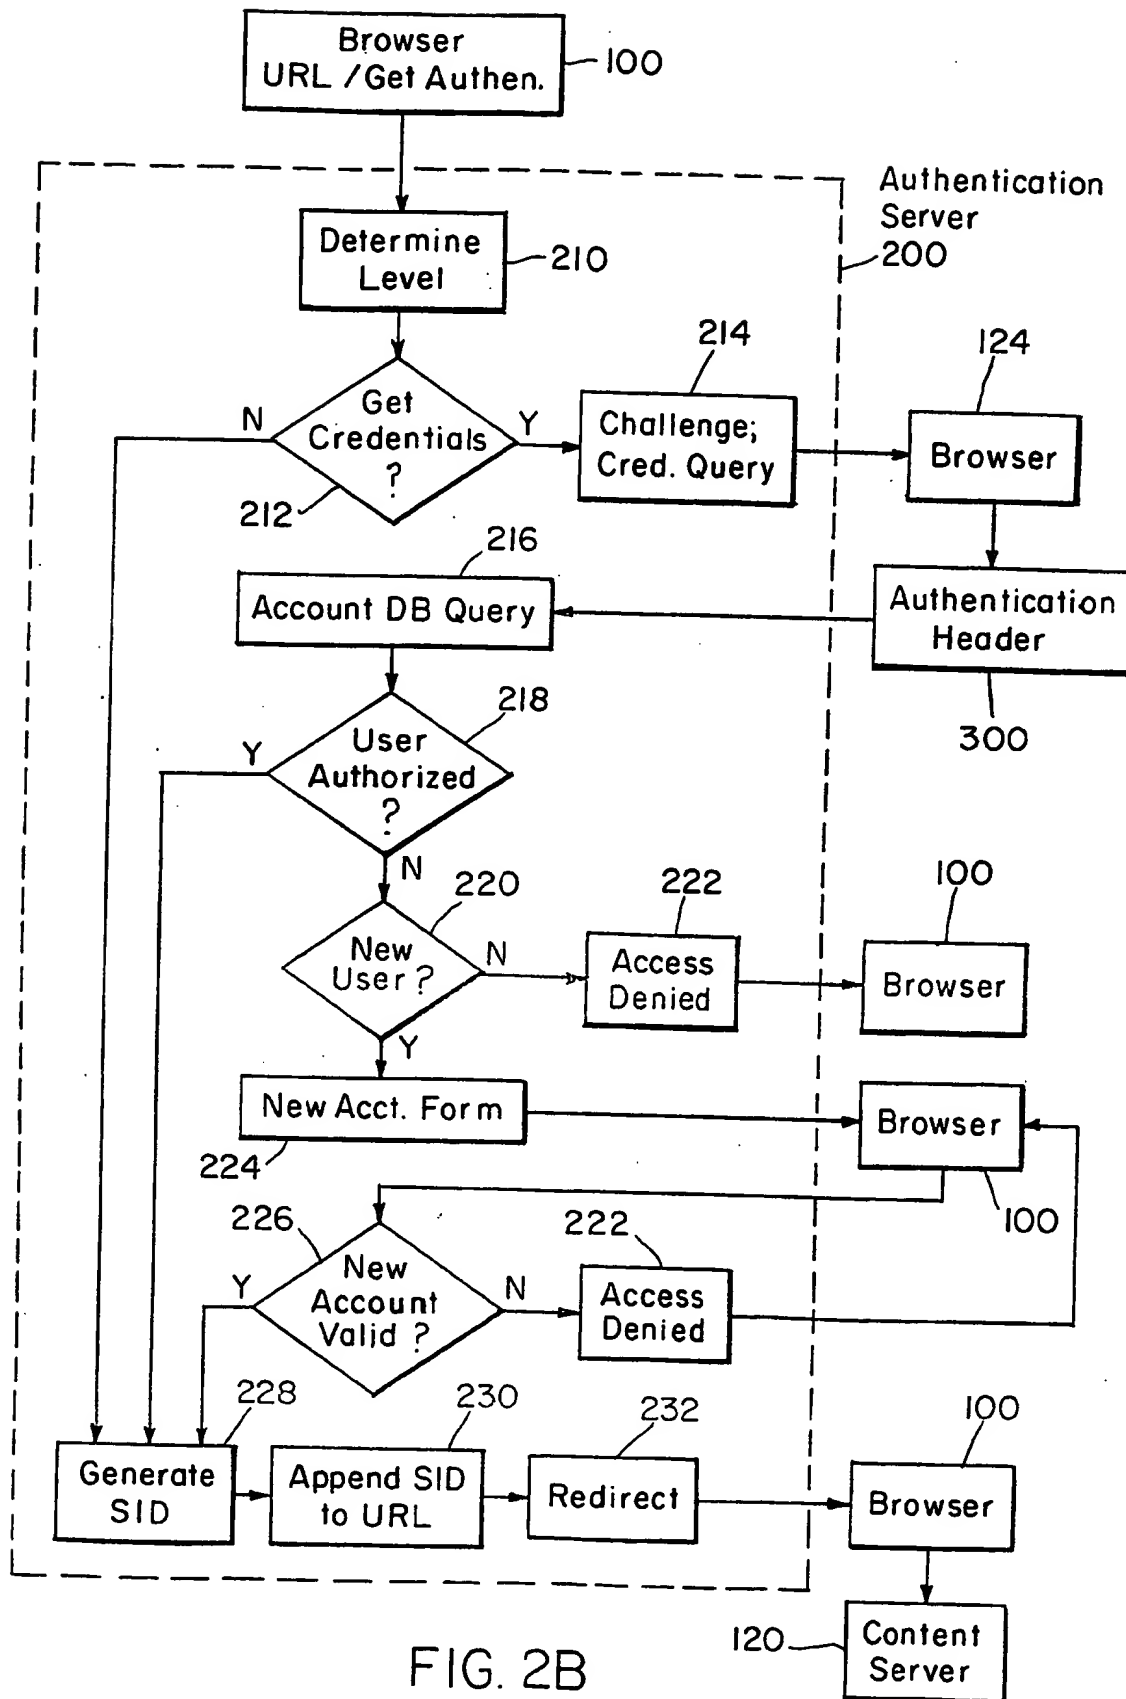 Browser
URL / Get Authen.
100
Authentication
Server
200
Determine
Level
210
214
124
N
Get
Credentials
?
Y
212
Challenge;
Cred. Query
Browser
216
Account DB Query
Authentication
Header
300
218
Y
User
Authorized
?
N
220
222
100
New
User ?
N
Access
Denied
Browser
Y
New Acct. Form
224
Browser
100
226
222
Y
New
Account
Valid ?
N
Access
Denied
228
230
232
100
Generate
SID
Append SID
to URL
Redirect
Browser
120
Content
Server
FIG. 2B